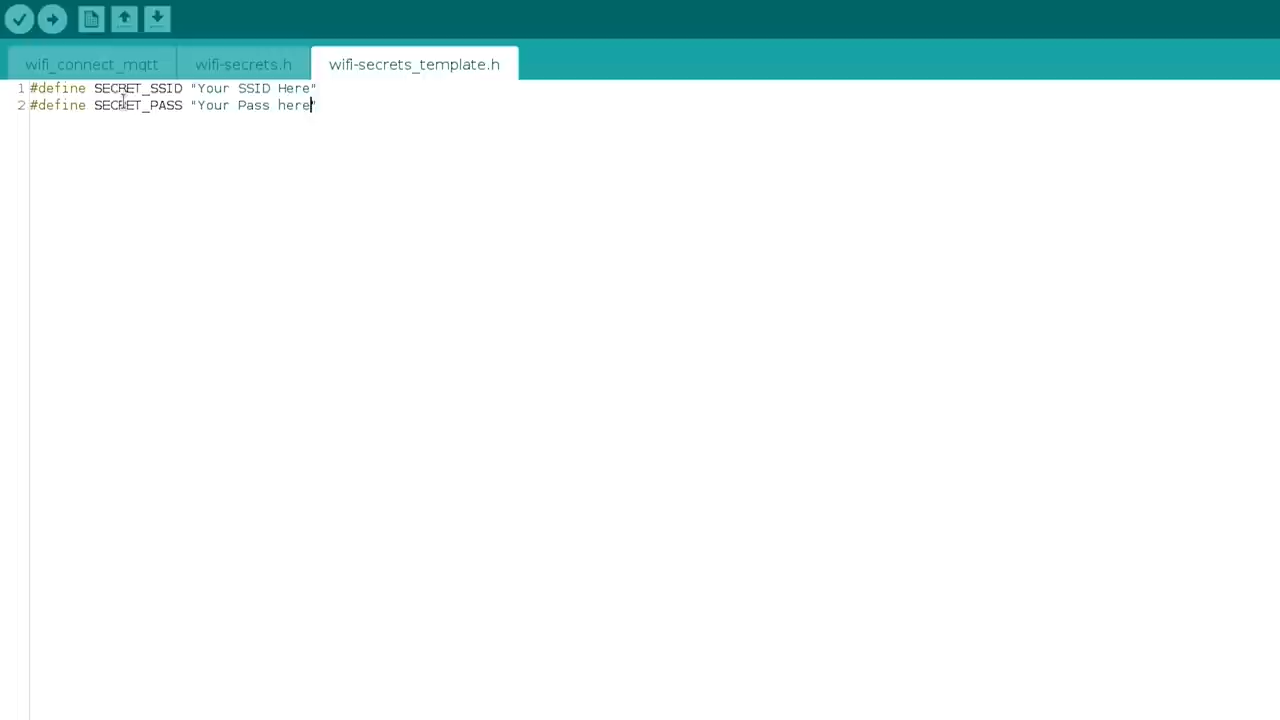 wifi_connect_mqtt wifi-secrets.h wifi-secrets_template.h
1 #define SECRET_SSID "Your SSID Here"
2 #define SECRET_PASS "Your Pass here"